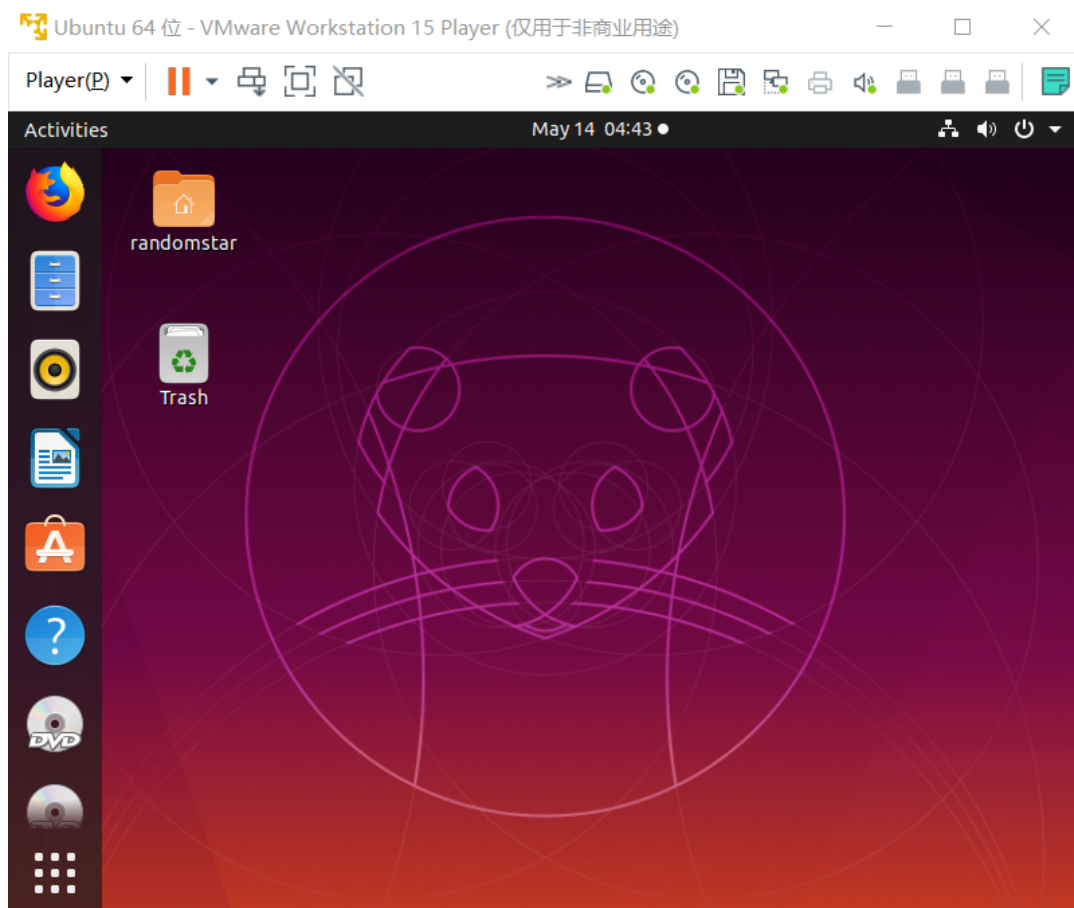 Ubuntu 64 位 - VMware Workstation 15 Player (仅用于非商业用途)
Player(P)
Activities
May 14 04:43
randomstar
Trash
A
?
DVD